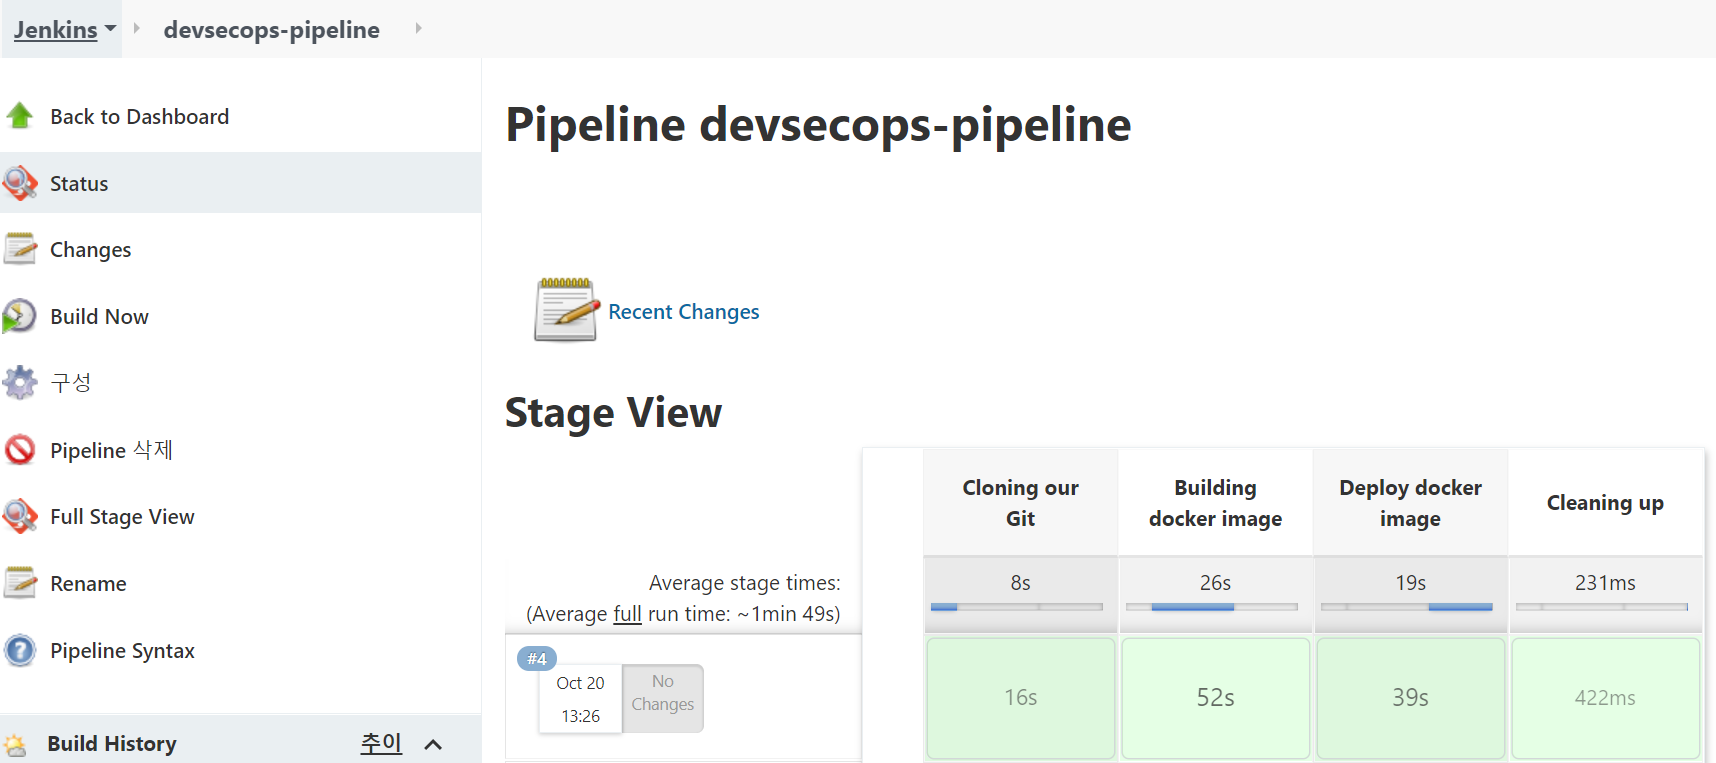 Jenkins
devsecops-pipeline
Back to Dashboard
Status
Changes
Build Now
구성
Pipeline 삭제
Full Stage View
Rename
Pipeline Syntax
Build History
추이
Pipeline devsecops-pipeline
Recent Changes
Stage View
Cloning our
Git
Building
docker image
Deploy docker
image
Cleaning up
Average stage times:
(Average full run time: ~1min 49s)
8s
26s
19s
231ms
#4
Oct 20
13:26
No
Changes
16s
52s
39s
422ms